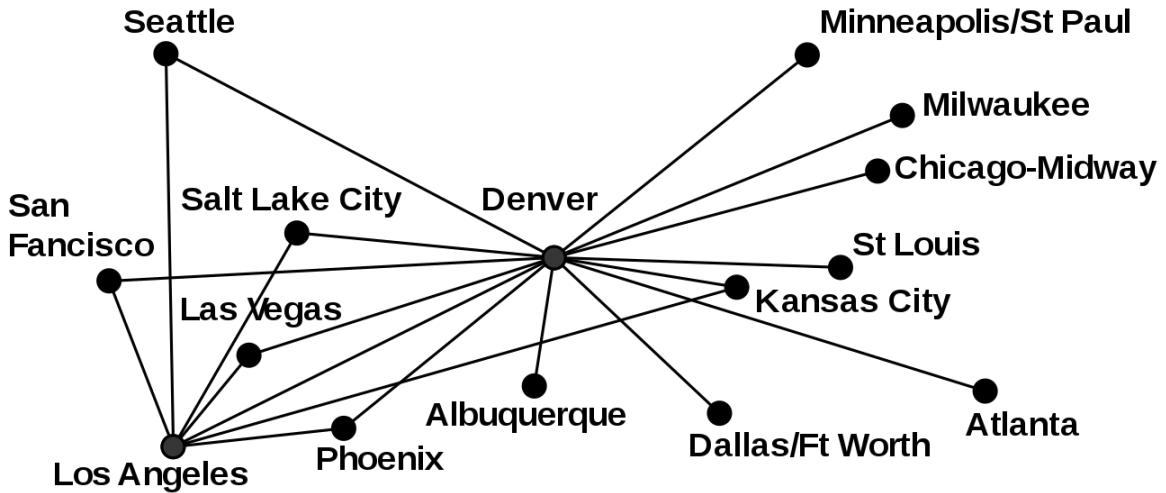 Seattle
Minneapolis/St Paul
Milwaukee
Chicago-Midway
San
Fancisco
Salt Lake City
Denver
St Louis
Las Vegas
Kansas City
Albuquerque
Atlanta
Dallas/Ft Worth
Phoenix
Los Angeles